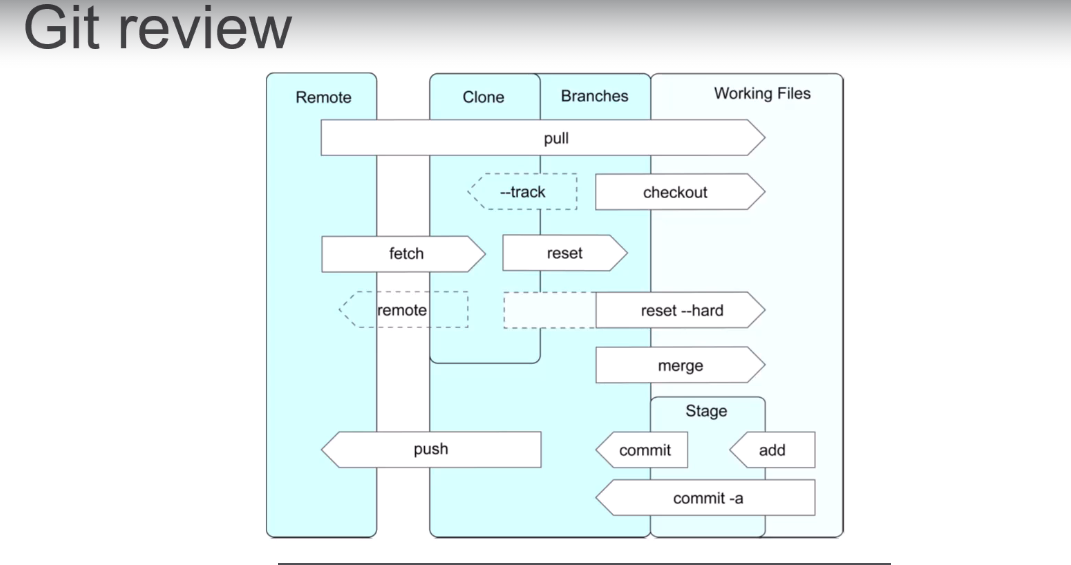 Git review
Remote
Clone
Branches
Working Files
pull
--track
checkout
fetch
reset
remote
reset --hard
merge
Stage
push
commit
add
commit -a